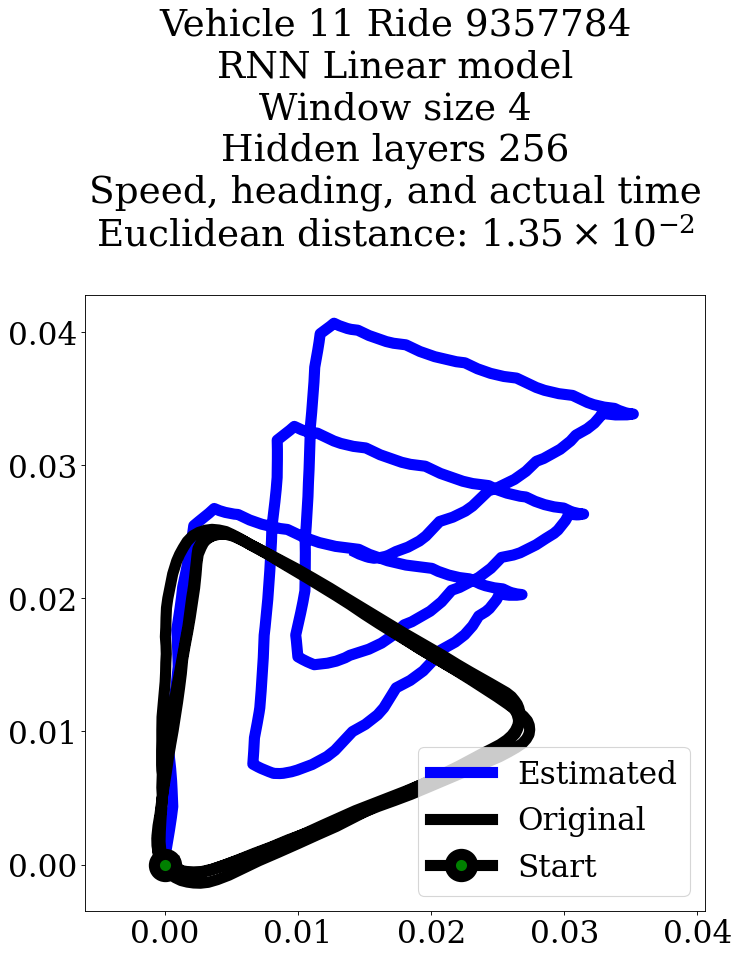 Vehicle 11 Ride 9357784
RNN Linear model
Window size 4
Hidden layers 256
Speed, heading, and actual time
Euclidean distance: 1.35 × 10⁻²
0.04
0.03
0.02
0.01
0.00
Estimated
Original
Start
0.00 0.01 0.02 0.03 0.04